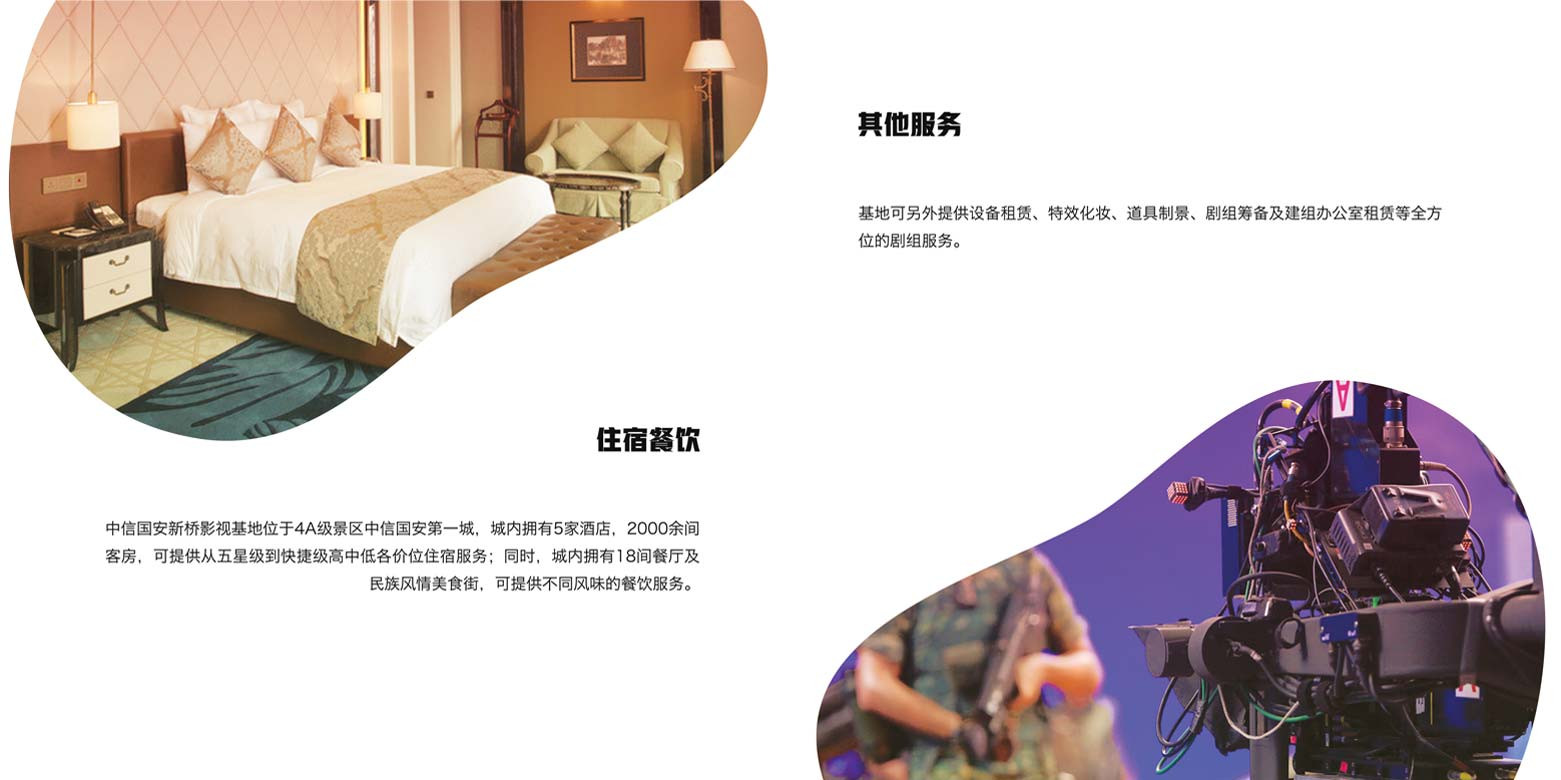 住宿餐饮
中信国安新桥影视基地位于4A级景区中信国安第一城，城内拥有5家酒店，2000余间
客房，可提供从五星级到快捷级高中低各价位住宿服务；同时，城内拥有18间餐厅及
民族风情美食街，可提供不同风味的餐饮服务。
其他服务
基地可另外提供设备租赁、特效化妆、道具制景、剧组筹备及建组办公室租赁等全方
位的剧组服务。
A